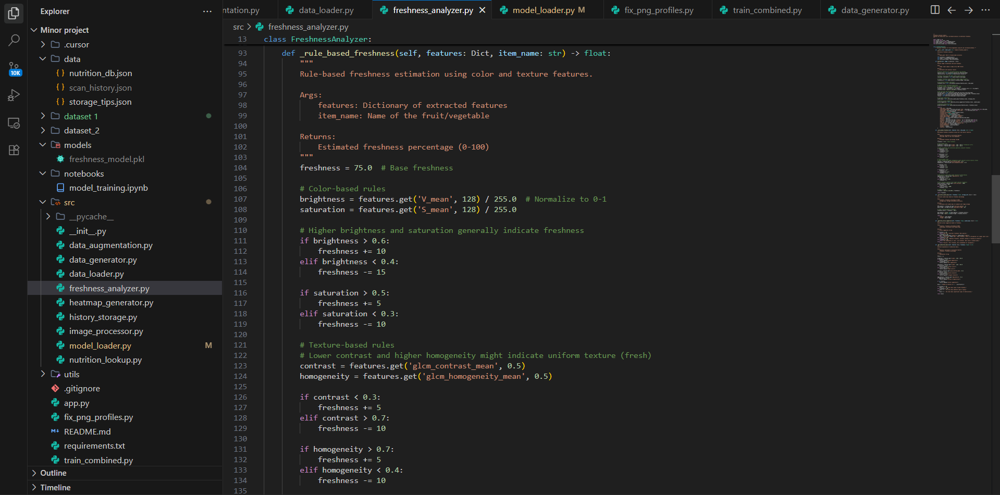 Explorer
Minor project
.cursor
data
nutrition_db.json
scan_history.json
storage_tips.json
dataset 1
dataset_2
models
freshness_model.pkl
notebooks
model_training.ipynb
src
__pycache__
__init__.py
data_augmentation.py
data_generator.py
data_loader.py
freshness_analyzer.py
heatmap_generator.py
history_storage.py
image_processor.py
model_loader.py M
nutrition_lookup.py
utils
.gitignore
app.py
fix_png_profiles.py
README.md
requirements.txt
train_combined.py
Outline
Timeline
10K
ntation.py data_loader.py freshness_analyzer.py model_loader.py M fix_png_profiles.py train_combined.py data_generator.py
src > freshness_analyzer.py
13 class FreshnessAnalyzer:
93 def _rule_based_freshness(self, features: Dict, item_name: str) -> float:
94 """
95 Rule-based freshness estimation using color and texture features.
96
97 Args:
98 features: Dictionary of extracted features
99 item_name: Name of the fruit/vegetable
100
101 Returns:
102 Estimated freshness percentage (0-100)
103 """
104 freshness = 75.0  # Base freshness
105
106 # Color-based rules
107 brightness = features.get('V_mean', 128) / 255.0  # Normalize to 0-1
108 saturation = features.get('S_mean', 128) / 255.0
109
110 # Higher brightness and saturation generally indicate freshness
111 if brightness > 0.6:
112 freshness += 10
113 elif brightness < 0.4:
114 freshness -= 15
115
116 if saturation > 0.5:
117 freshness += 5
118 elif saturation < 0.3:
119 freshness -= 10
120
121 # Texture-based rules
122 # Lower contrast and higher homogeneity might indicate uniform texture (fresh)
123 contrast = features.get('glcm_contrast_mean', 0.5)
124 homogeneity = features.get('glcm_homogeneity_mean', 0.5)
125
126 if contrast < 0.3:
127 freshness += 5
128 elif contrast > 0.7:
129 freshness -= 10
130
131 if homogeneity > 0.7:
132 freshness += 5
133 elif homogeneity < 0.4:
134 freshness -= 10
135